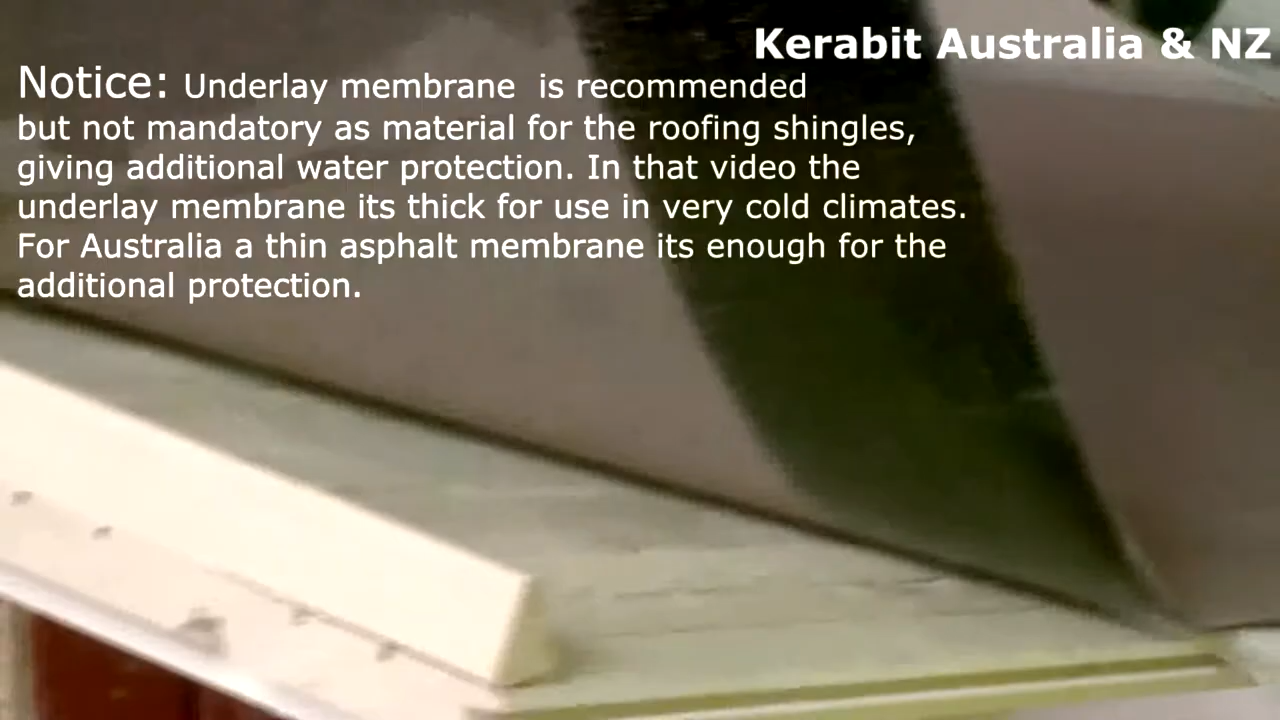 Kerabit Australia & NZ
Notice: Underlay membrane  is recommended
but not mandatory as material for the roofing shingles,
giving additional water protection. In that video the
underlay membrane its thick for use in very cold climates.
For Australia a thin asphalt membrane its enough for the
additional protection.